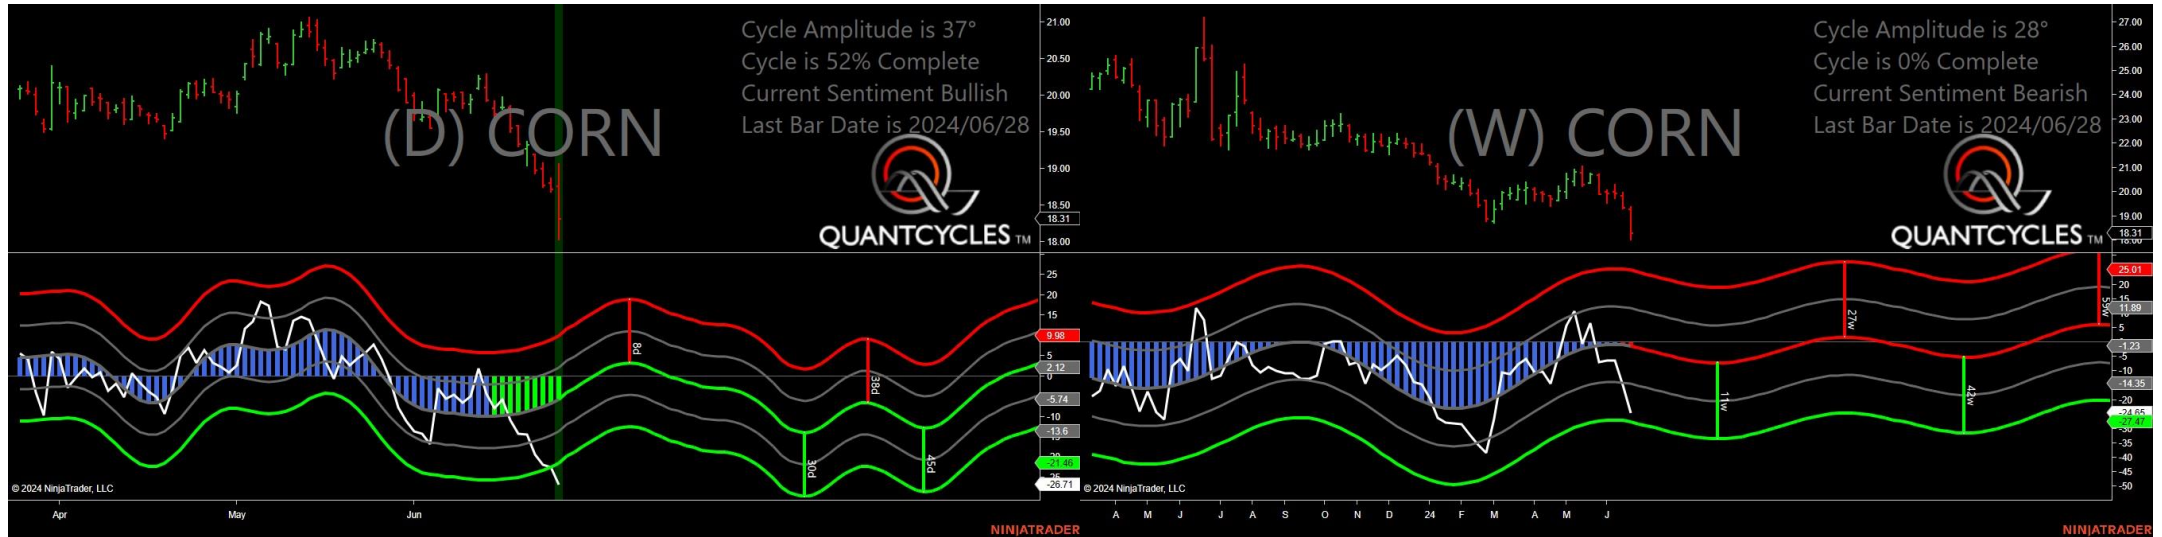 Cycle Amplitude is 37°
Cycle is 52% Complete
Current Sentiment Bullish
Last Bar Date is 2024/06/28
(D) CORN
QUANTCYCLES TM
21.00
20.50
20.00
19.50
19.00
18.50
18.31
18.00
25
20
15
9.98
5
2.12
0
-5.74
-10
-13.6
-21.46
-26.71
8d
30d
38d
45d
© 2024 NinjaTrader, LLC
Apr May Jun
NINJATRADER
Cycle Amplitude is 28°
Cycle is 0% Complete
Current Sentiment Bearish
Last Bar Date is 2024/06/28
(W) CORN
QUANTCYCLES TM
27.00
26.00
25.00
24.00
23.00
22.00
21.00
20.00
19.00
18.31
18.00
25.01
20
15
11.89
5
-1.23
-5
-10
-14.35
-20
-24.65
-27.47
-30
-35
-40
-45
-50
11w
27w
42w
59w
© 2024 NinjaTrader, LLC
A M J J A S O N D 24 F M A M J
NINJATRADER